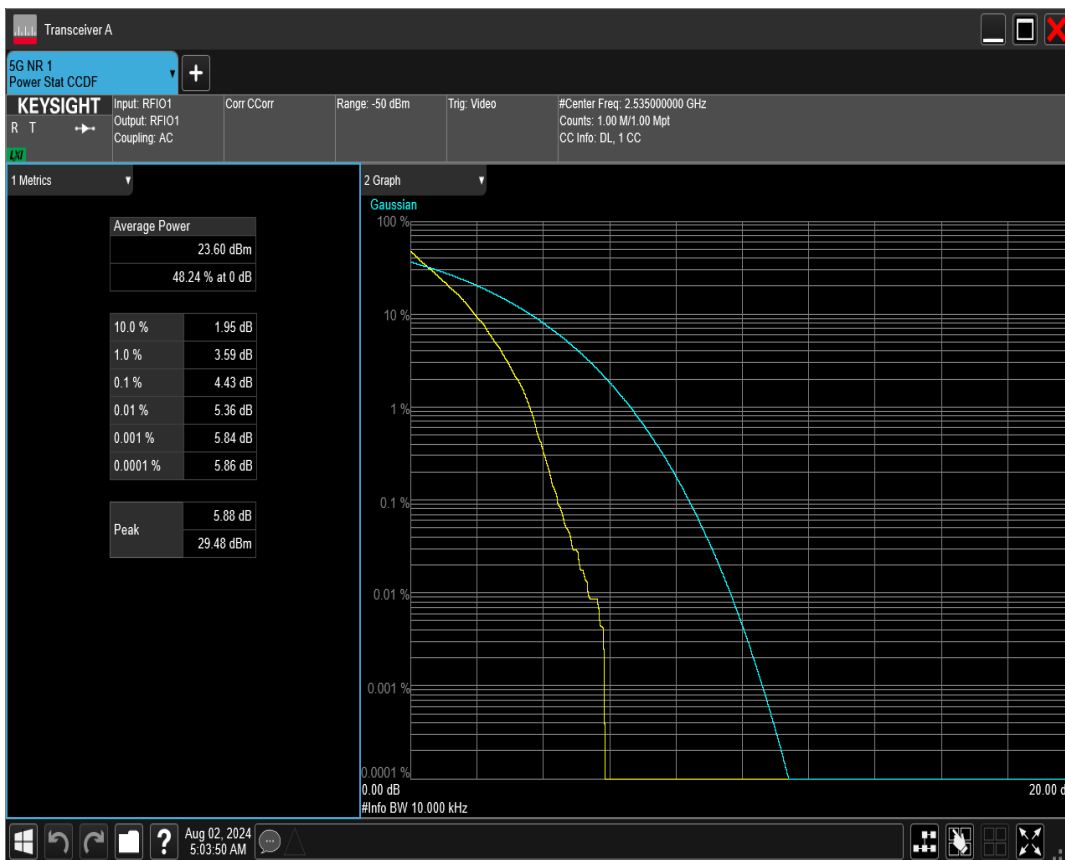 Transceiver A
5G NR 1
Power Stat CCDF
+
KEYSIGHT
R T
LXI
Input: RFIO1
Output: RFIO1
Coupling: AC
Corr CCorr
Range: -50 dBm
Trig: Video
#Center Freq: 2.535000000 GHz
Counts: 1.00 M/1.00 Mpt
CC Info: DL, 1 CC
1 Metrics
Average Power
23.60 dBm
48.24 % at 0 dB
10.0 % 1.95 dB
1.0 % 3.59 dB
0.1 % 4.43 dB
0.01 % 5.36 dB
0.001 % 5.84 dB
0.0001 % 5.86 dB
Peak
5.88 dB
29.48 dBm
2 Graph
Gaussian
100 %
10 %
1 %
0.1 %
0.01 %
0.001 %
0.0001 %
0.00 dB
20.00 d
#Info BW 10.000 kHz
?
Aug 02, 2024
5:03:50 AM